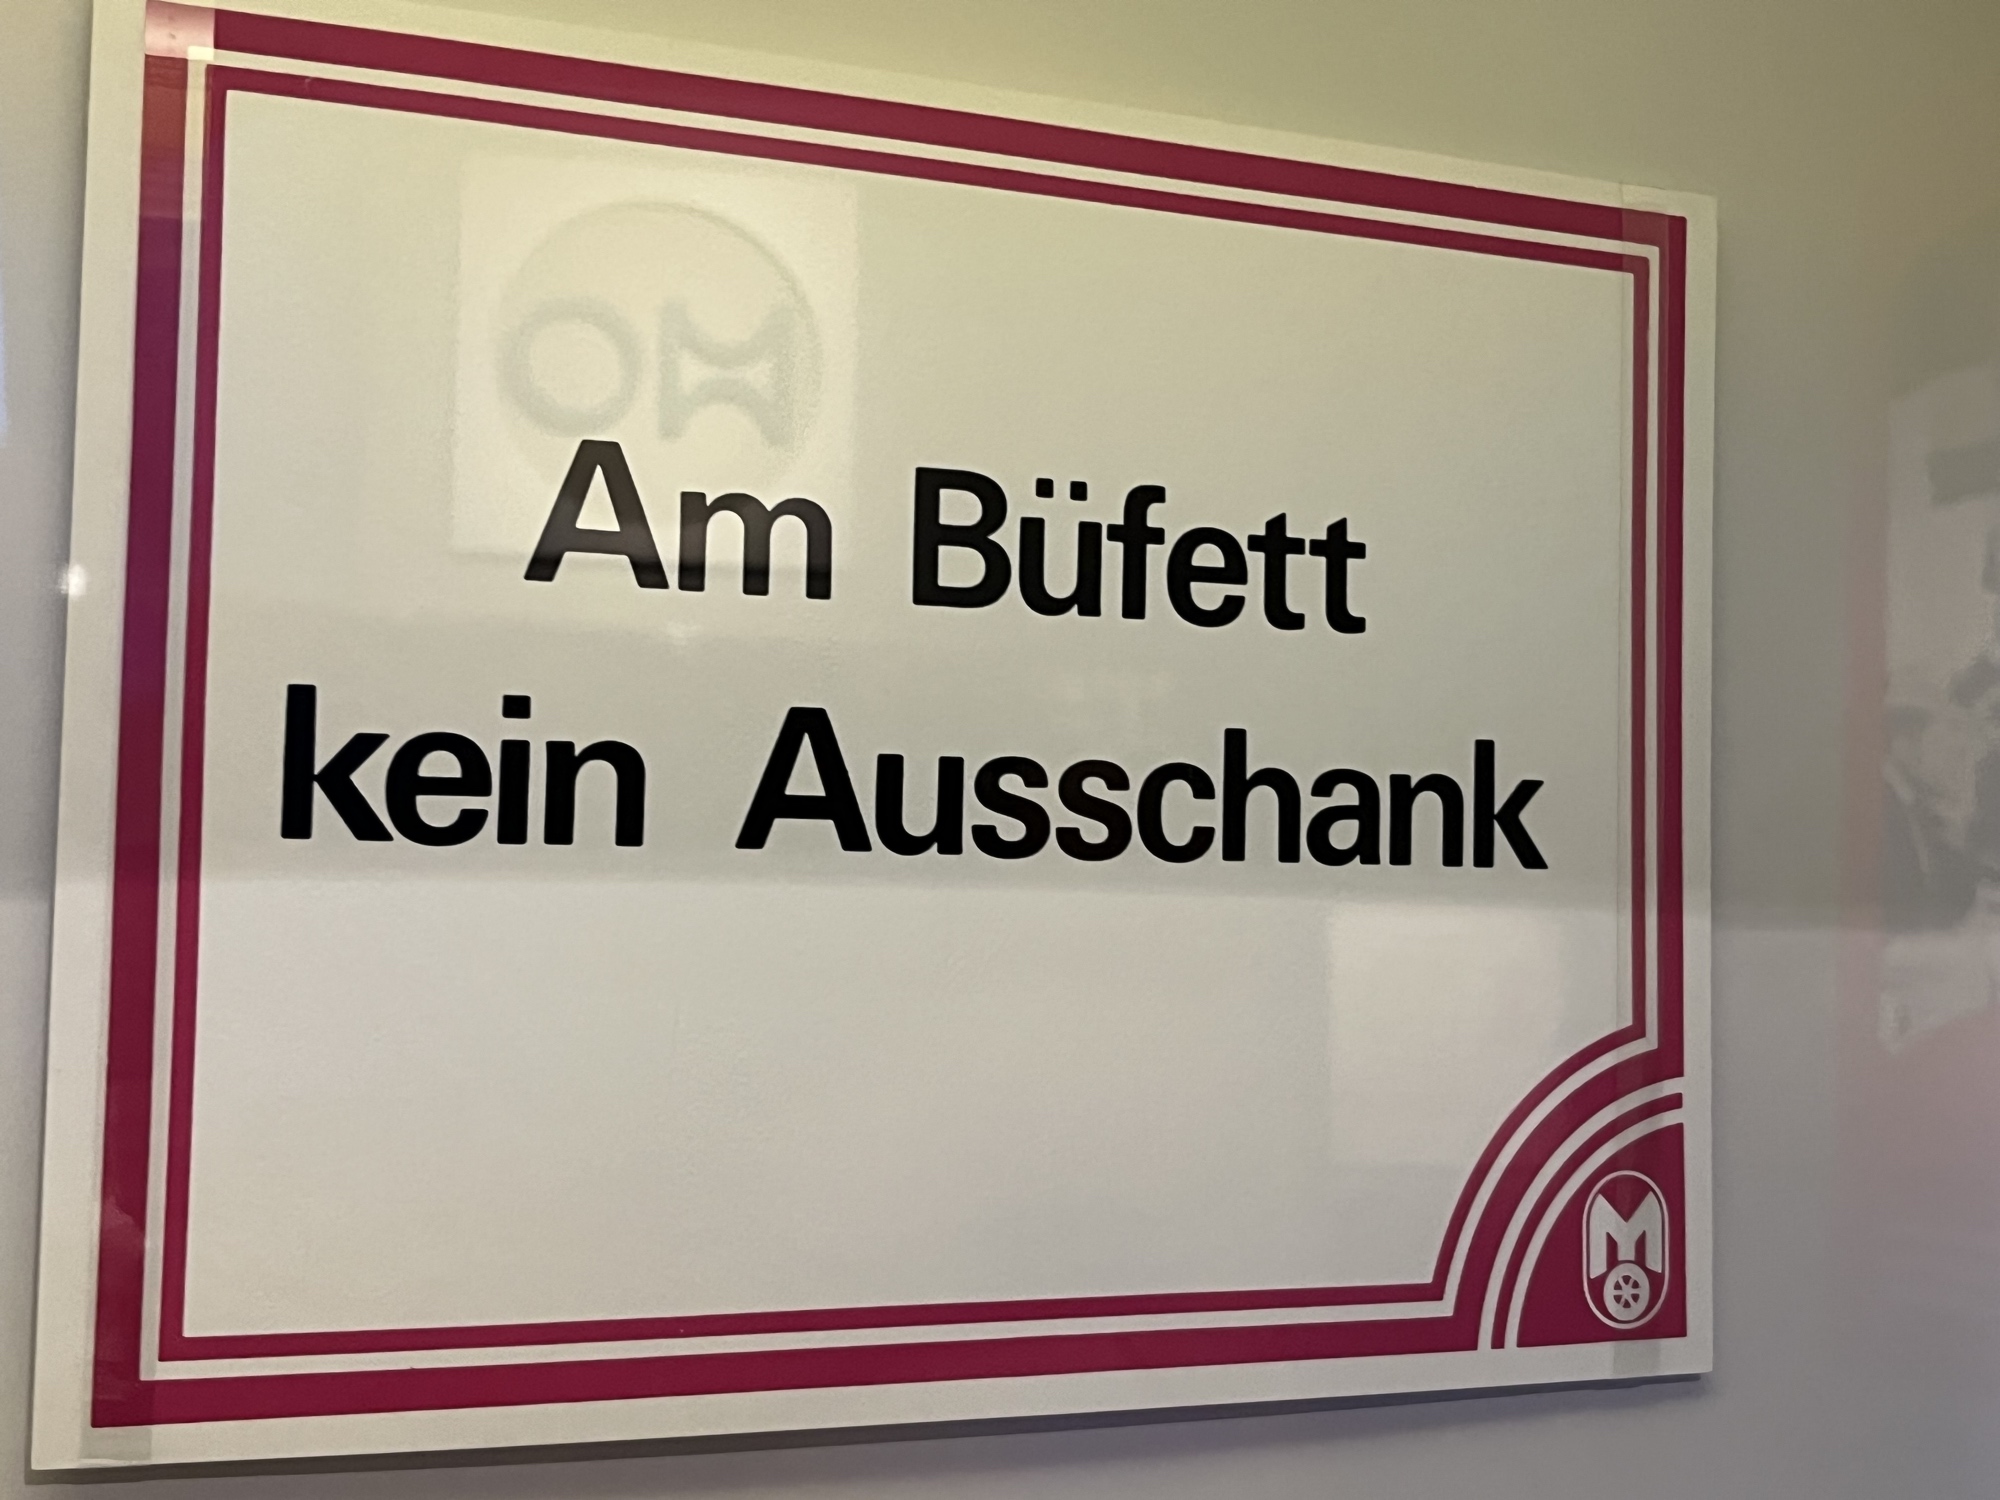 Am Büfett
kein Ausschank
M